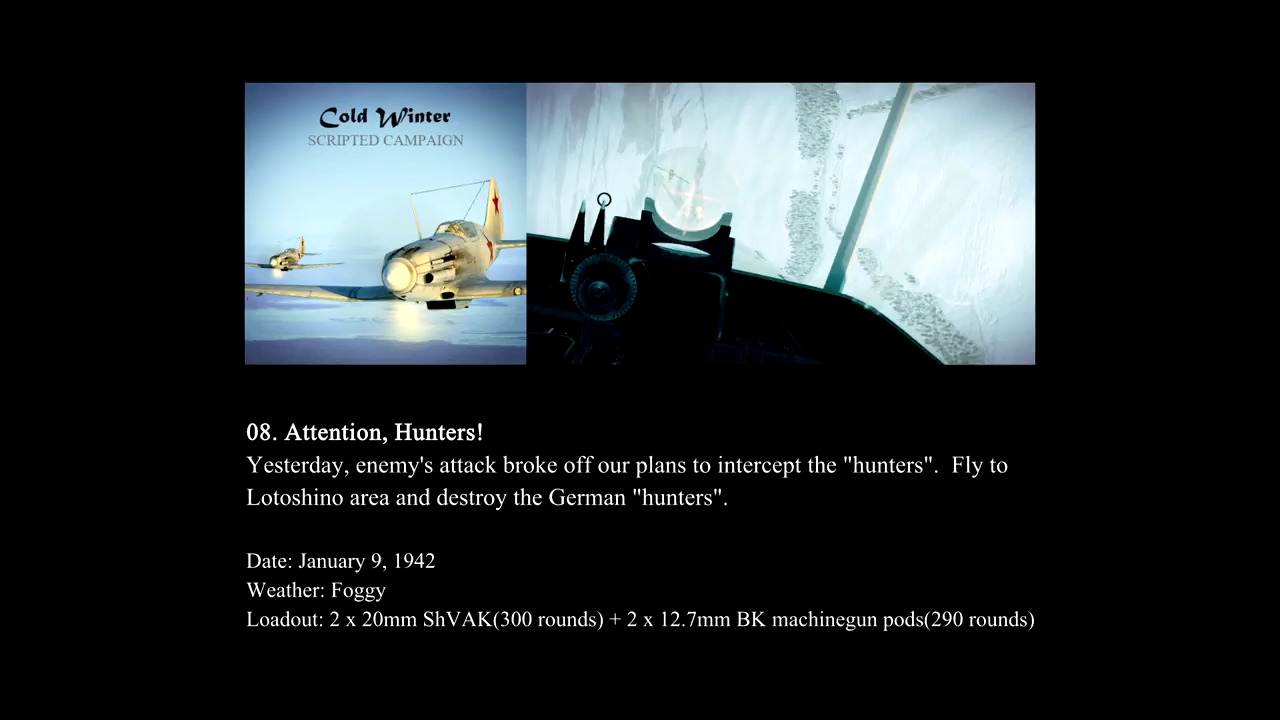 Cold Winter
SCRIPTED CAMPAIGN
08. Attention, Hunters!
Yesterday, enemy's attack broke off our plans to intercept the "hunters".  Fly to
Lotoshino area and destroy the German "hunters".
Date: January 9, 1942
Weather: Foggy
Loadout: 2 x 20mm ShVAK(300 rounds) + 2 x 12.7mm BK machinegun pods(290 rounds)